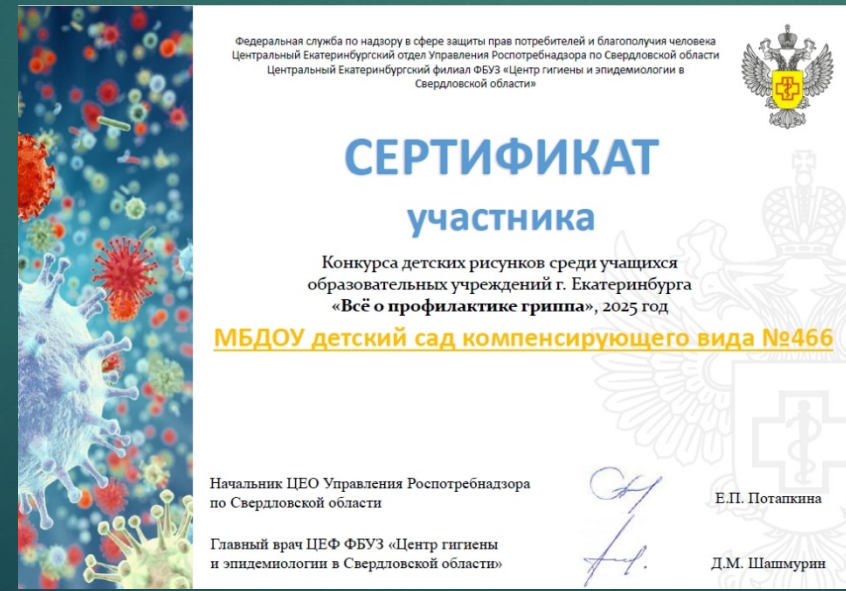 Федеральная служба по надзору в сфере защиты прав потребителей и благополучия человека
Центральный Екатеринбургский отдел Управления Роспотребнадзора по Свердловской области
Центральный Екатеринбургский филиал ФБУЗ «Центр гигиены и эпидемиологии в
Свердловской области»
СЕРТИФИКАТ
участника
Конкурса детских рисунков среди учащихся
образовательных учреждений г. Екатеринбурга
«Всё о профилактике гриппа», 2025 год
МБДОУ детский сад компенсирующего вида №466
Начальник ЦЕО Управления Роспотребнадзора
по Свердловской области
Е.П. Потапкина
Главный врач ЦЕФ ФБУЗ «Центр гигиены
и эпидемиологии в Свердловской области»
Д.М. Шашмурин